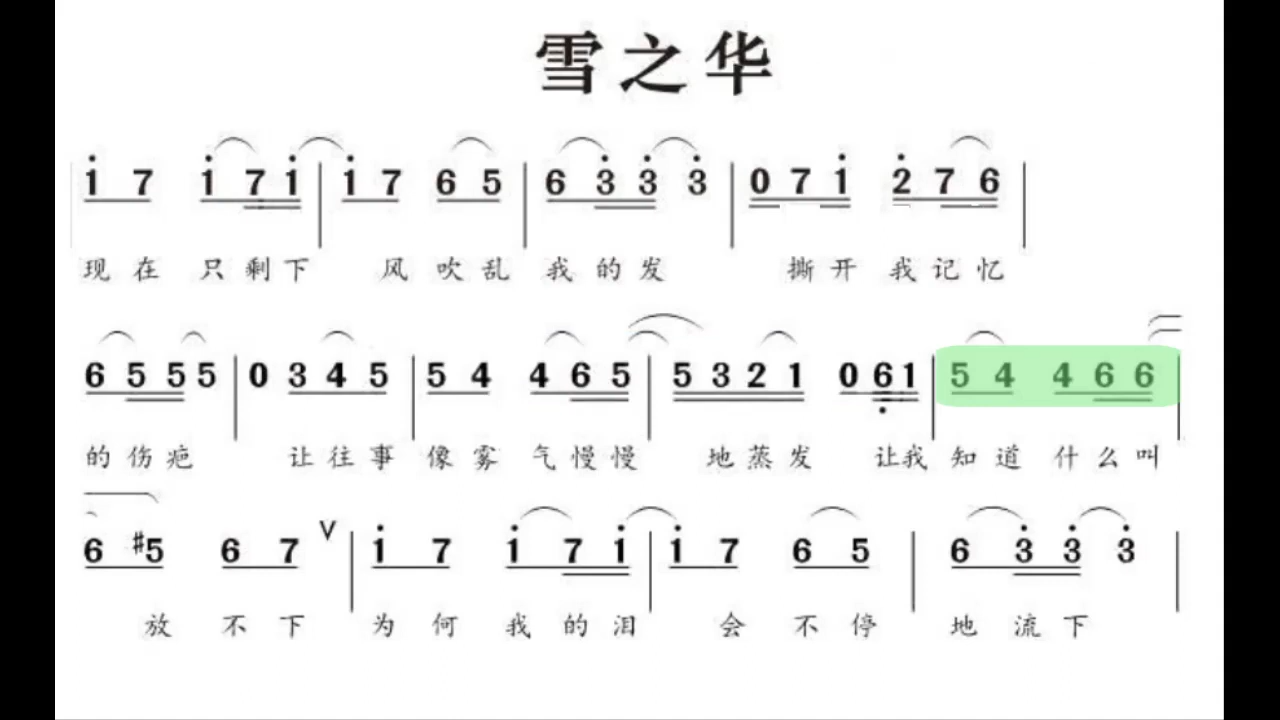 雪之华
1 7 1 7 1 | 1 7 6 5 | 6 3 3 3 | 0 7 1 2 7 6 |
现在 只剩下 风吹乱 我的发 撕开 我记忆
6 5 5 5 | 0 3 4 5 | 5 4 4 6 5 | 5 3 2 1 0 6 1 | 5 4 4 6 6 |
的伤疤 让往事 像雾 气慢慢 地蒸发 让我 知道 什么叫
6 #5 6 7 V | 1 7 1 7 1 | 1 7 6 5 | 6 3 3 3 |
放不下 为何 我的泪 会不停 地流下